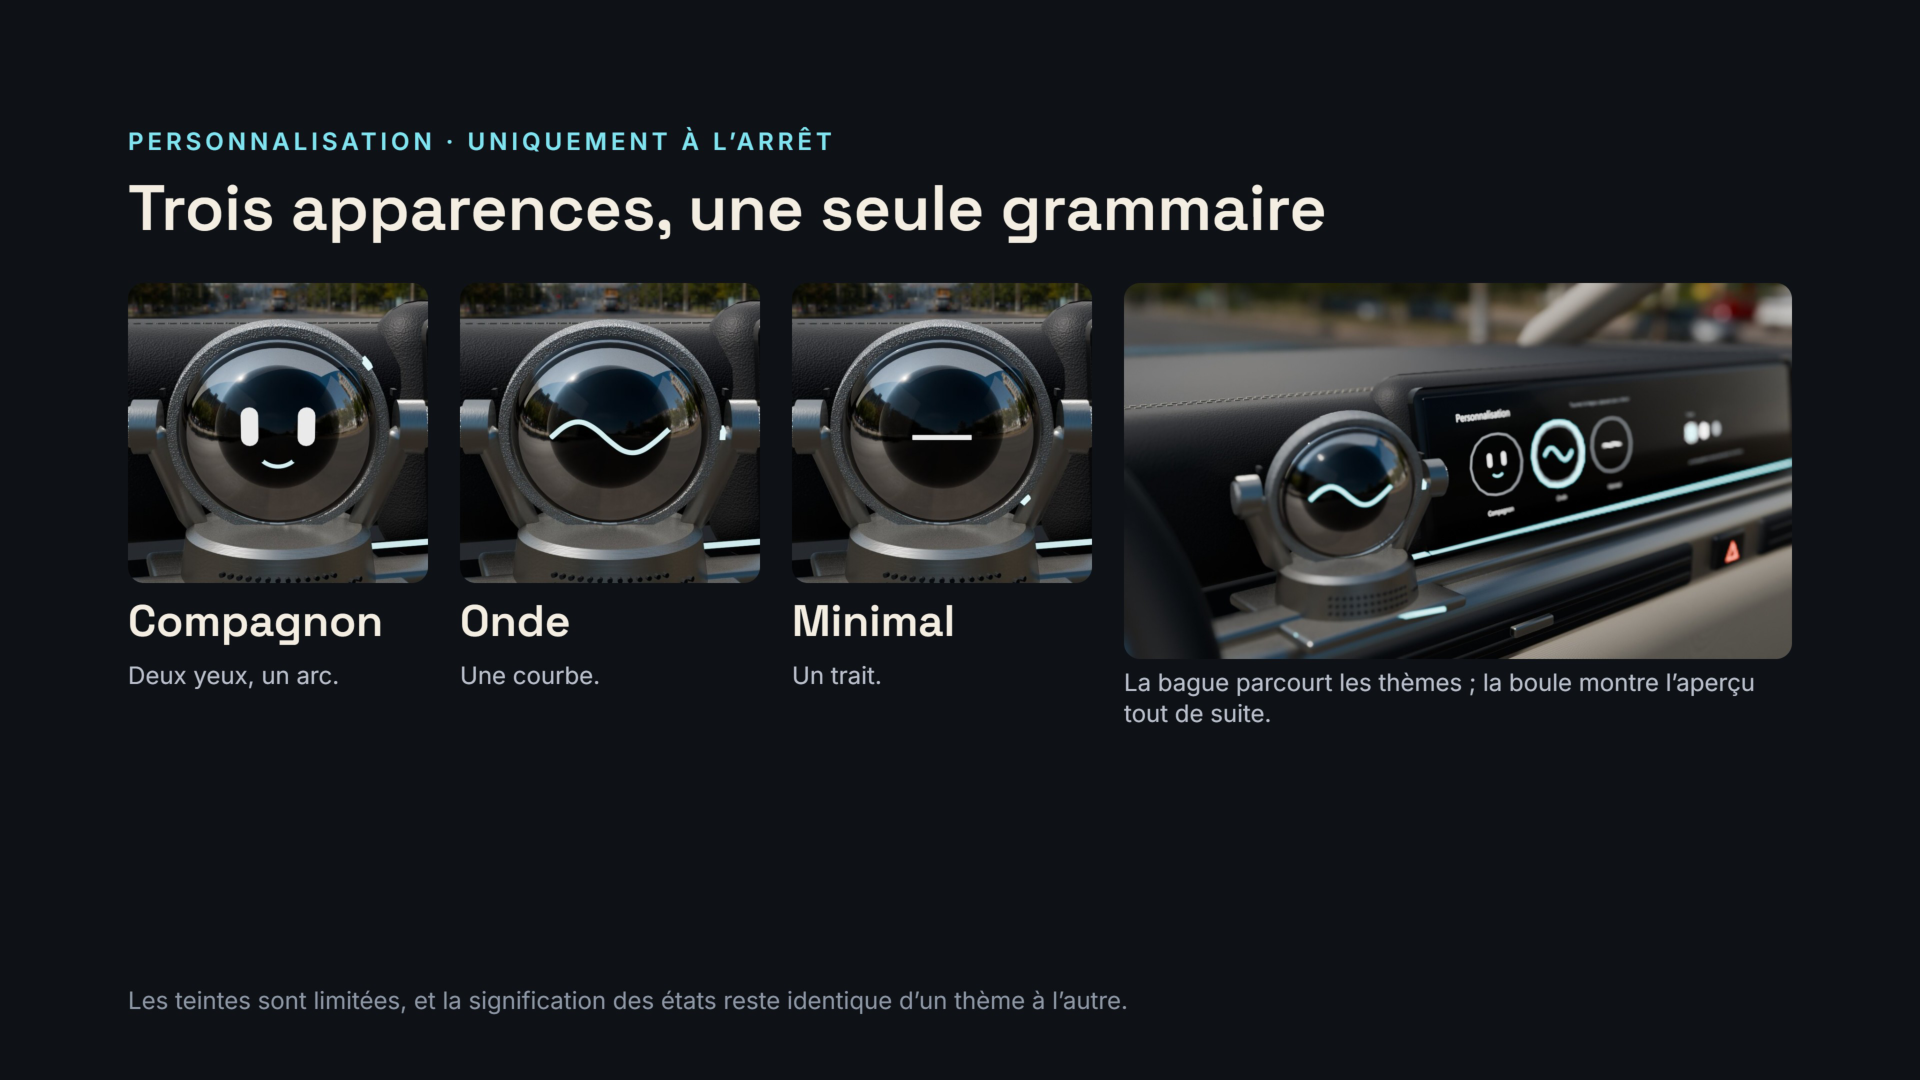 PERSONNALISATION · UNIQUEMENT À L’ARRÊT
Trois apparences, une seule grammaire
Compagnon
Deux yeux, un arc.
Onde
Une courbe.
Minimal
Un trait.
Personnalisation
Compagnon
Onde
La bague parcourt les thèmes ; la boule montre l’aperçu
tout de suite.
Les teintes sont limitées, et la signification des états reste identique d’un thème à l’autre.